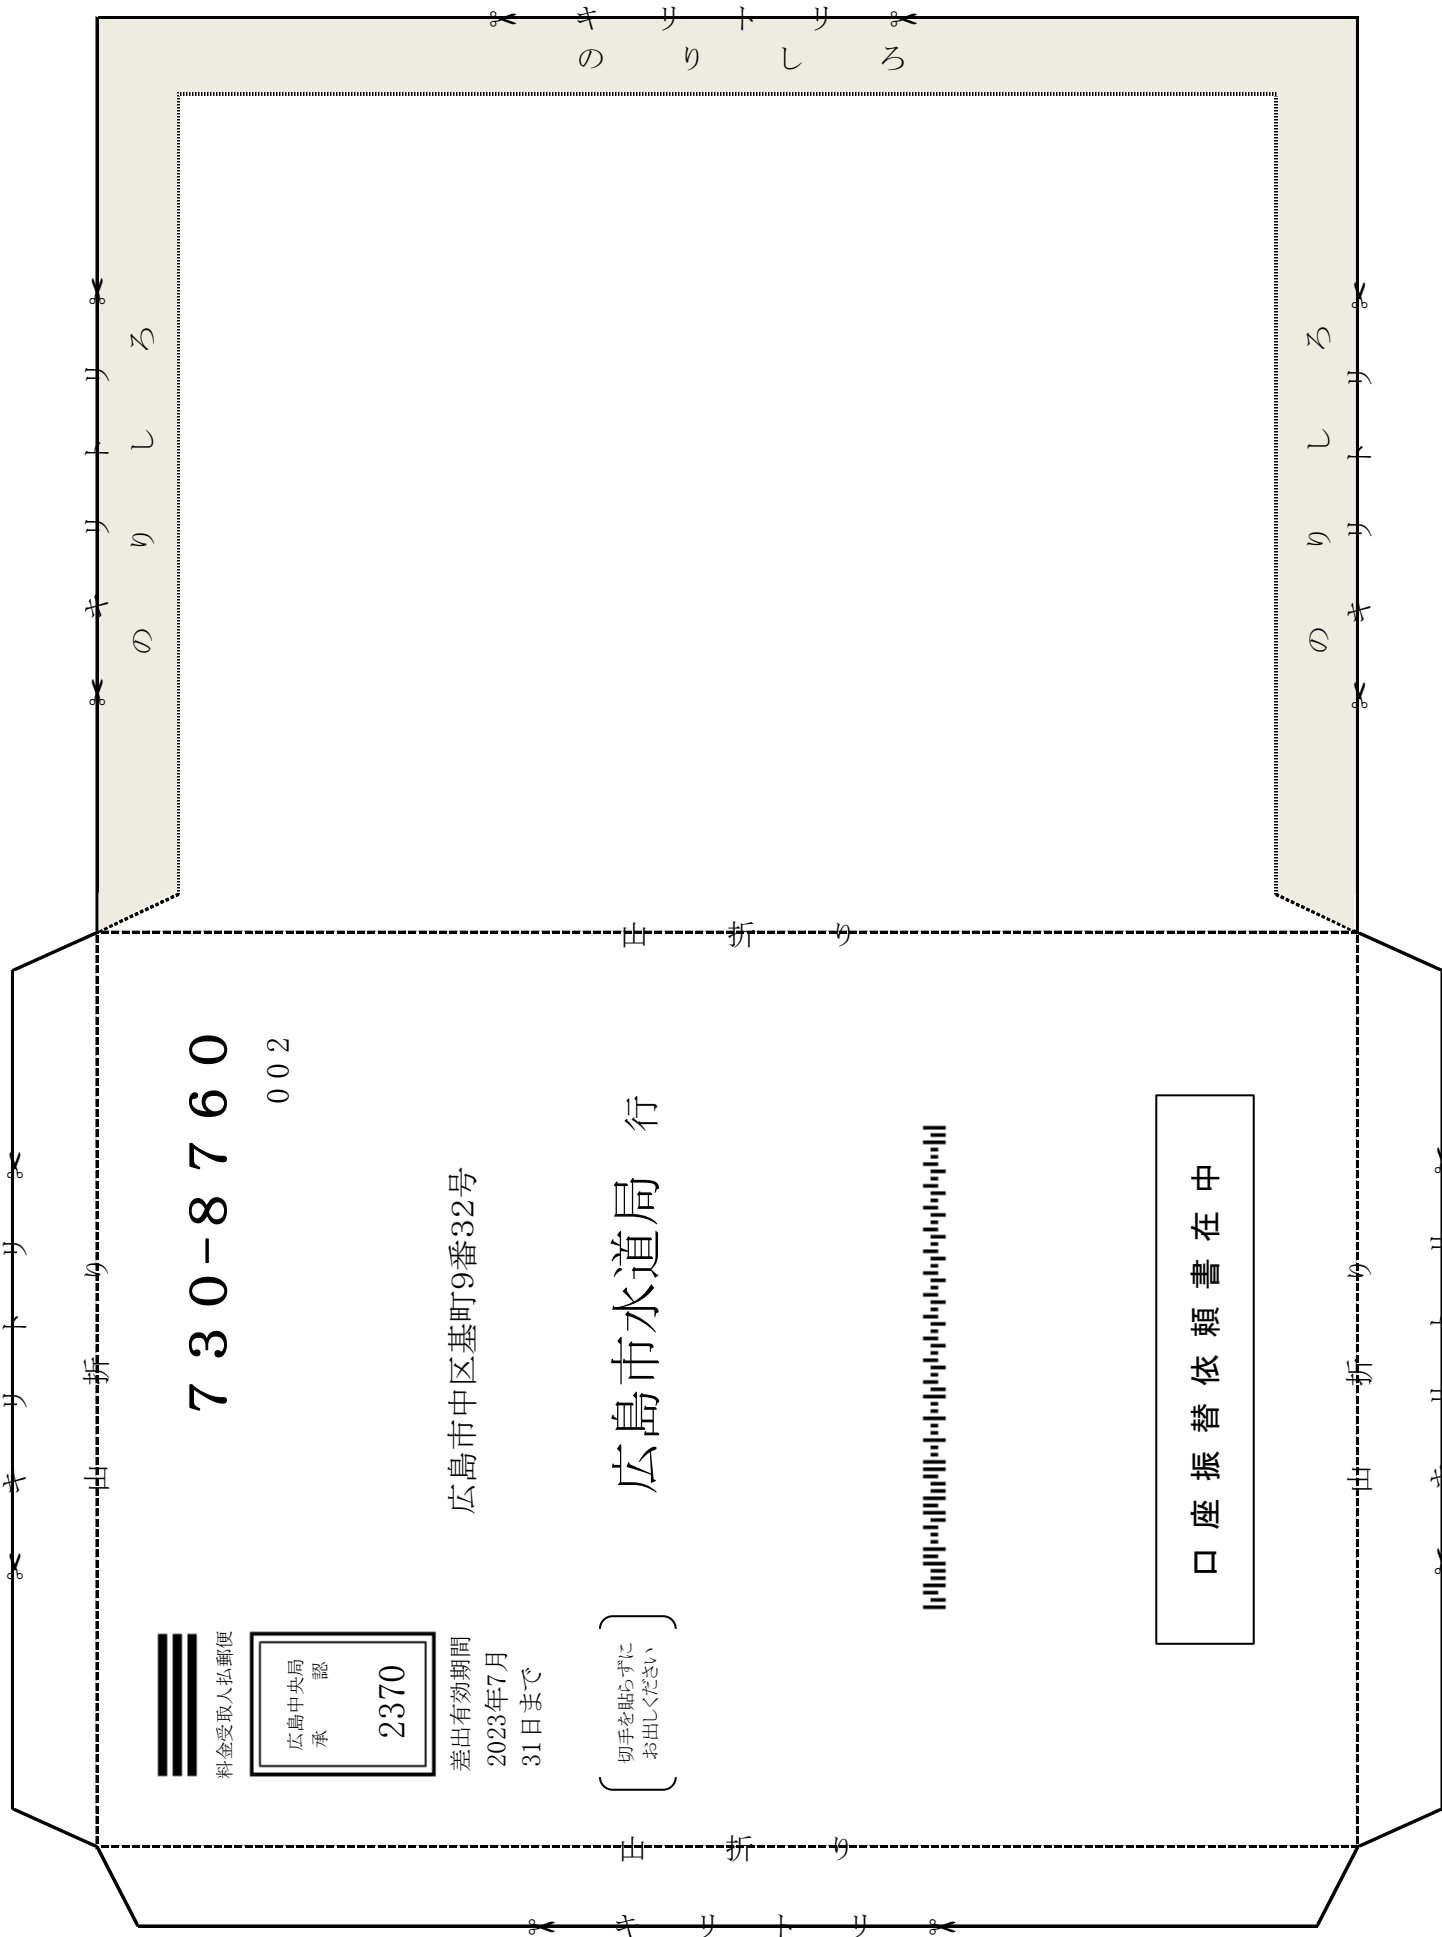 キリトリ
のりしろ
キリトリ
のりしろ
のりしろ
キリトリ
山折り
730-8760
002
広島市中区基町9番32号
広島市水道局 行
口座振替依頼書在中
料金受取人払郵便
広島中央局
承 認
2370
差出有効期間
2023年7月
31日まで
切手を貼らずに
お出しください
キリトリ
山折り
山折り
キリトリ
山折り
キリトリ